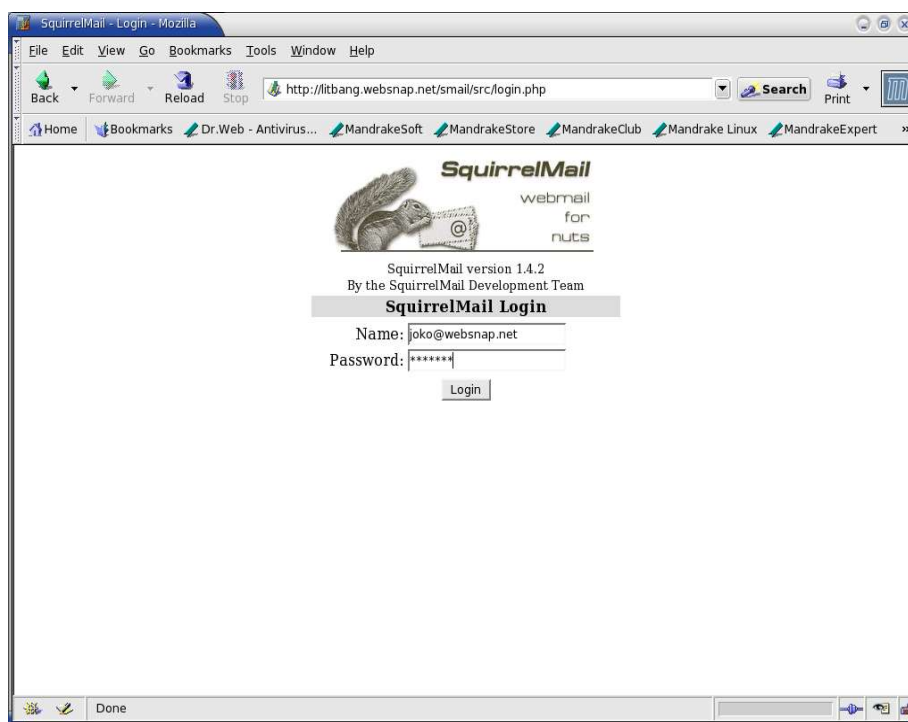 SquirrelMail - Login - Mozilla
File Edit View Go Bookmarks Tools Window Help
Back Forward Reload Stop http://litbang.websnap.net/smail/src/login.php Search Print
Home Bookmarks Dr.Web - Antivirus... MandrakeSoft MandrakeStore MandrakeClub Mandrake Linux MandrakeExpert »
SquirrelMail
webmail
for
nuts
@
SquirrelMail version 1.4.2
By the SquirrelMail Development Team
SquirrelMail Login
Name: joko@websnap.net
Password: *******
Login
Done